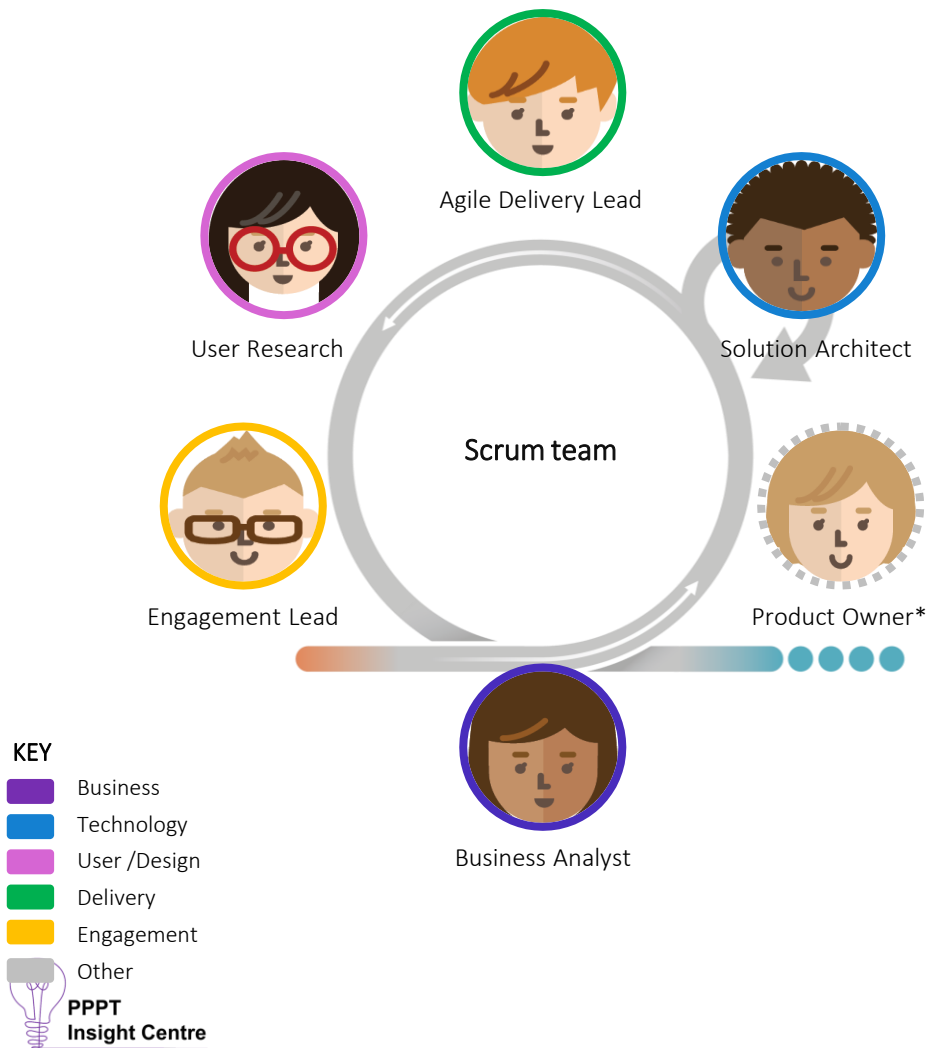 Agile Delivery Lead
User Research
Solution Architect
Scrum team
Engagement Lead
Product Owner*
Business Analyst
KEY
Business
Technology
User /Design
Delivery
Engagement
Other
PPPT
Insight Centre